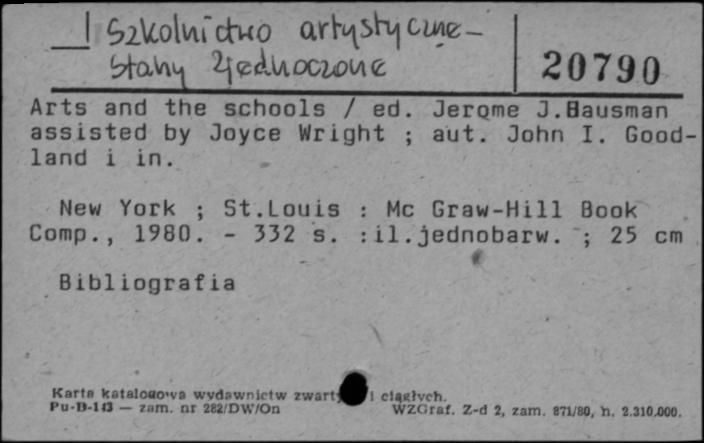 Szkolnictwo artystyczne -
Stany Zjednoczone
20790
Arts and the schools / ed. Jerome J.Bausman
assisted by Joyce Wright ; aut. John I. Good-
land i in.
New York ; St.Louis : Mc Graw-Hill Book
Comp., 1980. - 332 s. :il.jednobarw. ; 25 cm
Bibliografia
Karta katalogowa wydawnictw i ciągłych.
Pu-B-143 — zam. nr 282/DW/On
WZGraf. Z-d 2, zam. 871/80, n. 2.310.000.